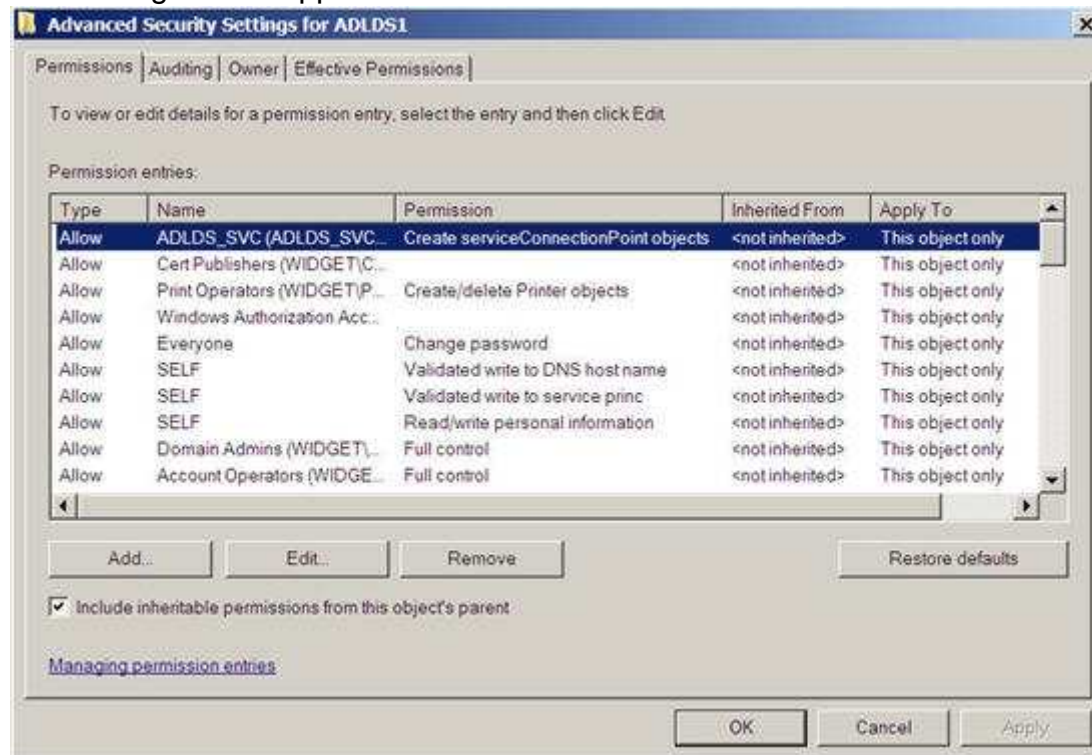 Advanced Security Settings for ADLDS1
Permissions Auditing Owner Effective Permissions
To view or edit details for a permission entry, select the entry and then click Edit
Permission entries:
Type Name Permission Inherited From Apply To
Allow ADLDS_SVC (ADLDS_SVC... Create serviceConnectionPoint objects <not inherited> This object only
Allow Cert Publishers (WIDGET\C... <not inherited> This object only
Allow Print Operators (WIDGET\P... Create/delete Printer objects <not inherited> This object only
Allow Windows Authorization Acc... <not inherited> This object only
Allow Everyone Change password <not inherited> This object only
Allow SELF Validated write to DNS host name <not inherited> This object only
Allow SELF Validated write to service princ <not inherited> This object only
Allow SELF Read/write personal information <not inherited> This object only
Allow Domain Admins (WIDGET\... Full control <not inherited> This object only
Allow Account Operators (WIDGE... Full control <not inherited> This object only
Add... Edit... Remove Restore defaults
Include inheritable permissions from this object's parent
Managing permission entries
OK Cancel Apply